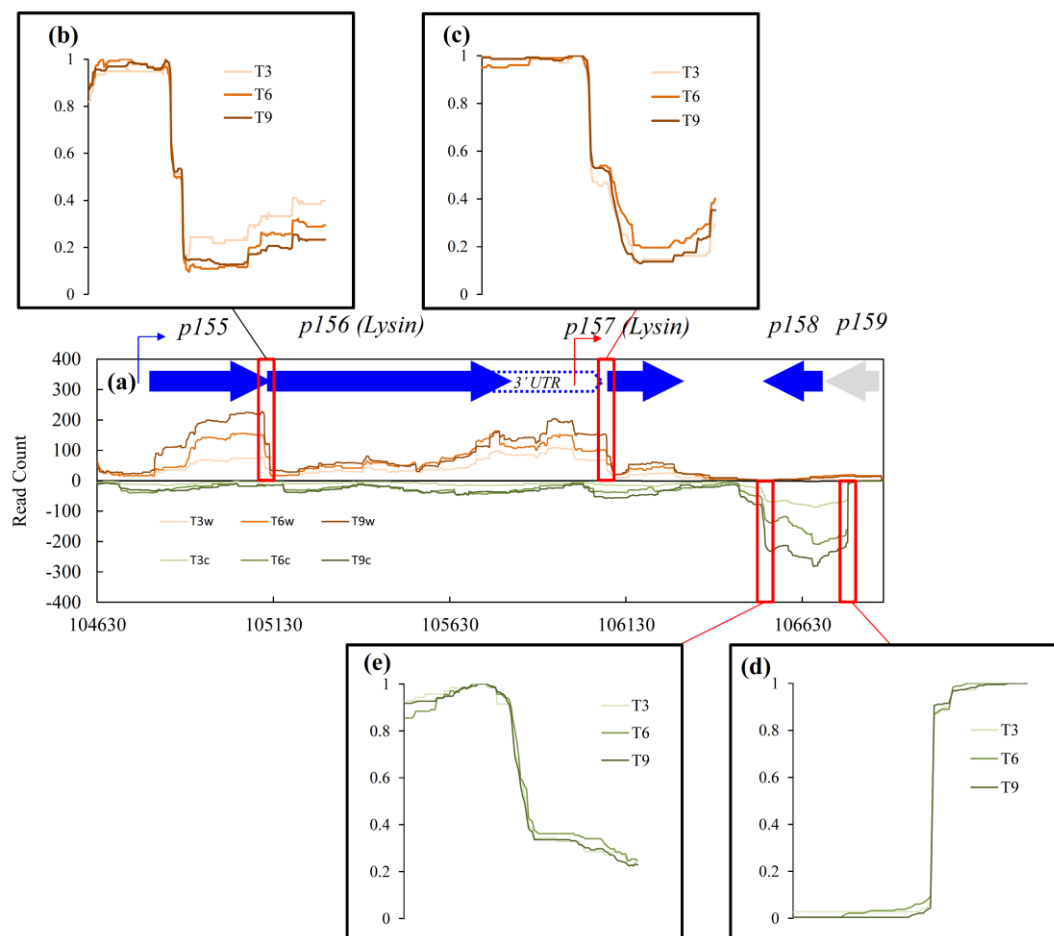 (b)
1
0.8
0.6
0.4
0.2
0
T3
T6
T9
(c)
1
0.8
0.6
0.4
0.2
0
T3
T6
T9
p155
p156 (Lysin)
p157 (Lysin)
p158
p159
(a)
3' UTR
Read Count
400
300
200
100
0
-100
-200
-300
-400
T3w
T6w
T9w
T3c
T6c
T9c
104630
105130
105630
106130
106630
(e)
1
0.8
0.6
0.4
0.2
0
T3
T6
T9
(d)
1
0.8
0.6
0.4
0.2
0
T3
T6
T9